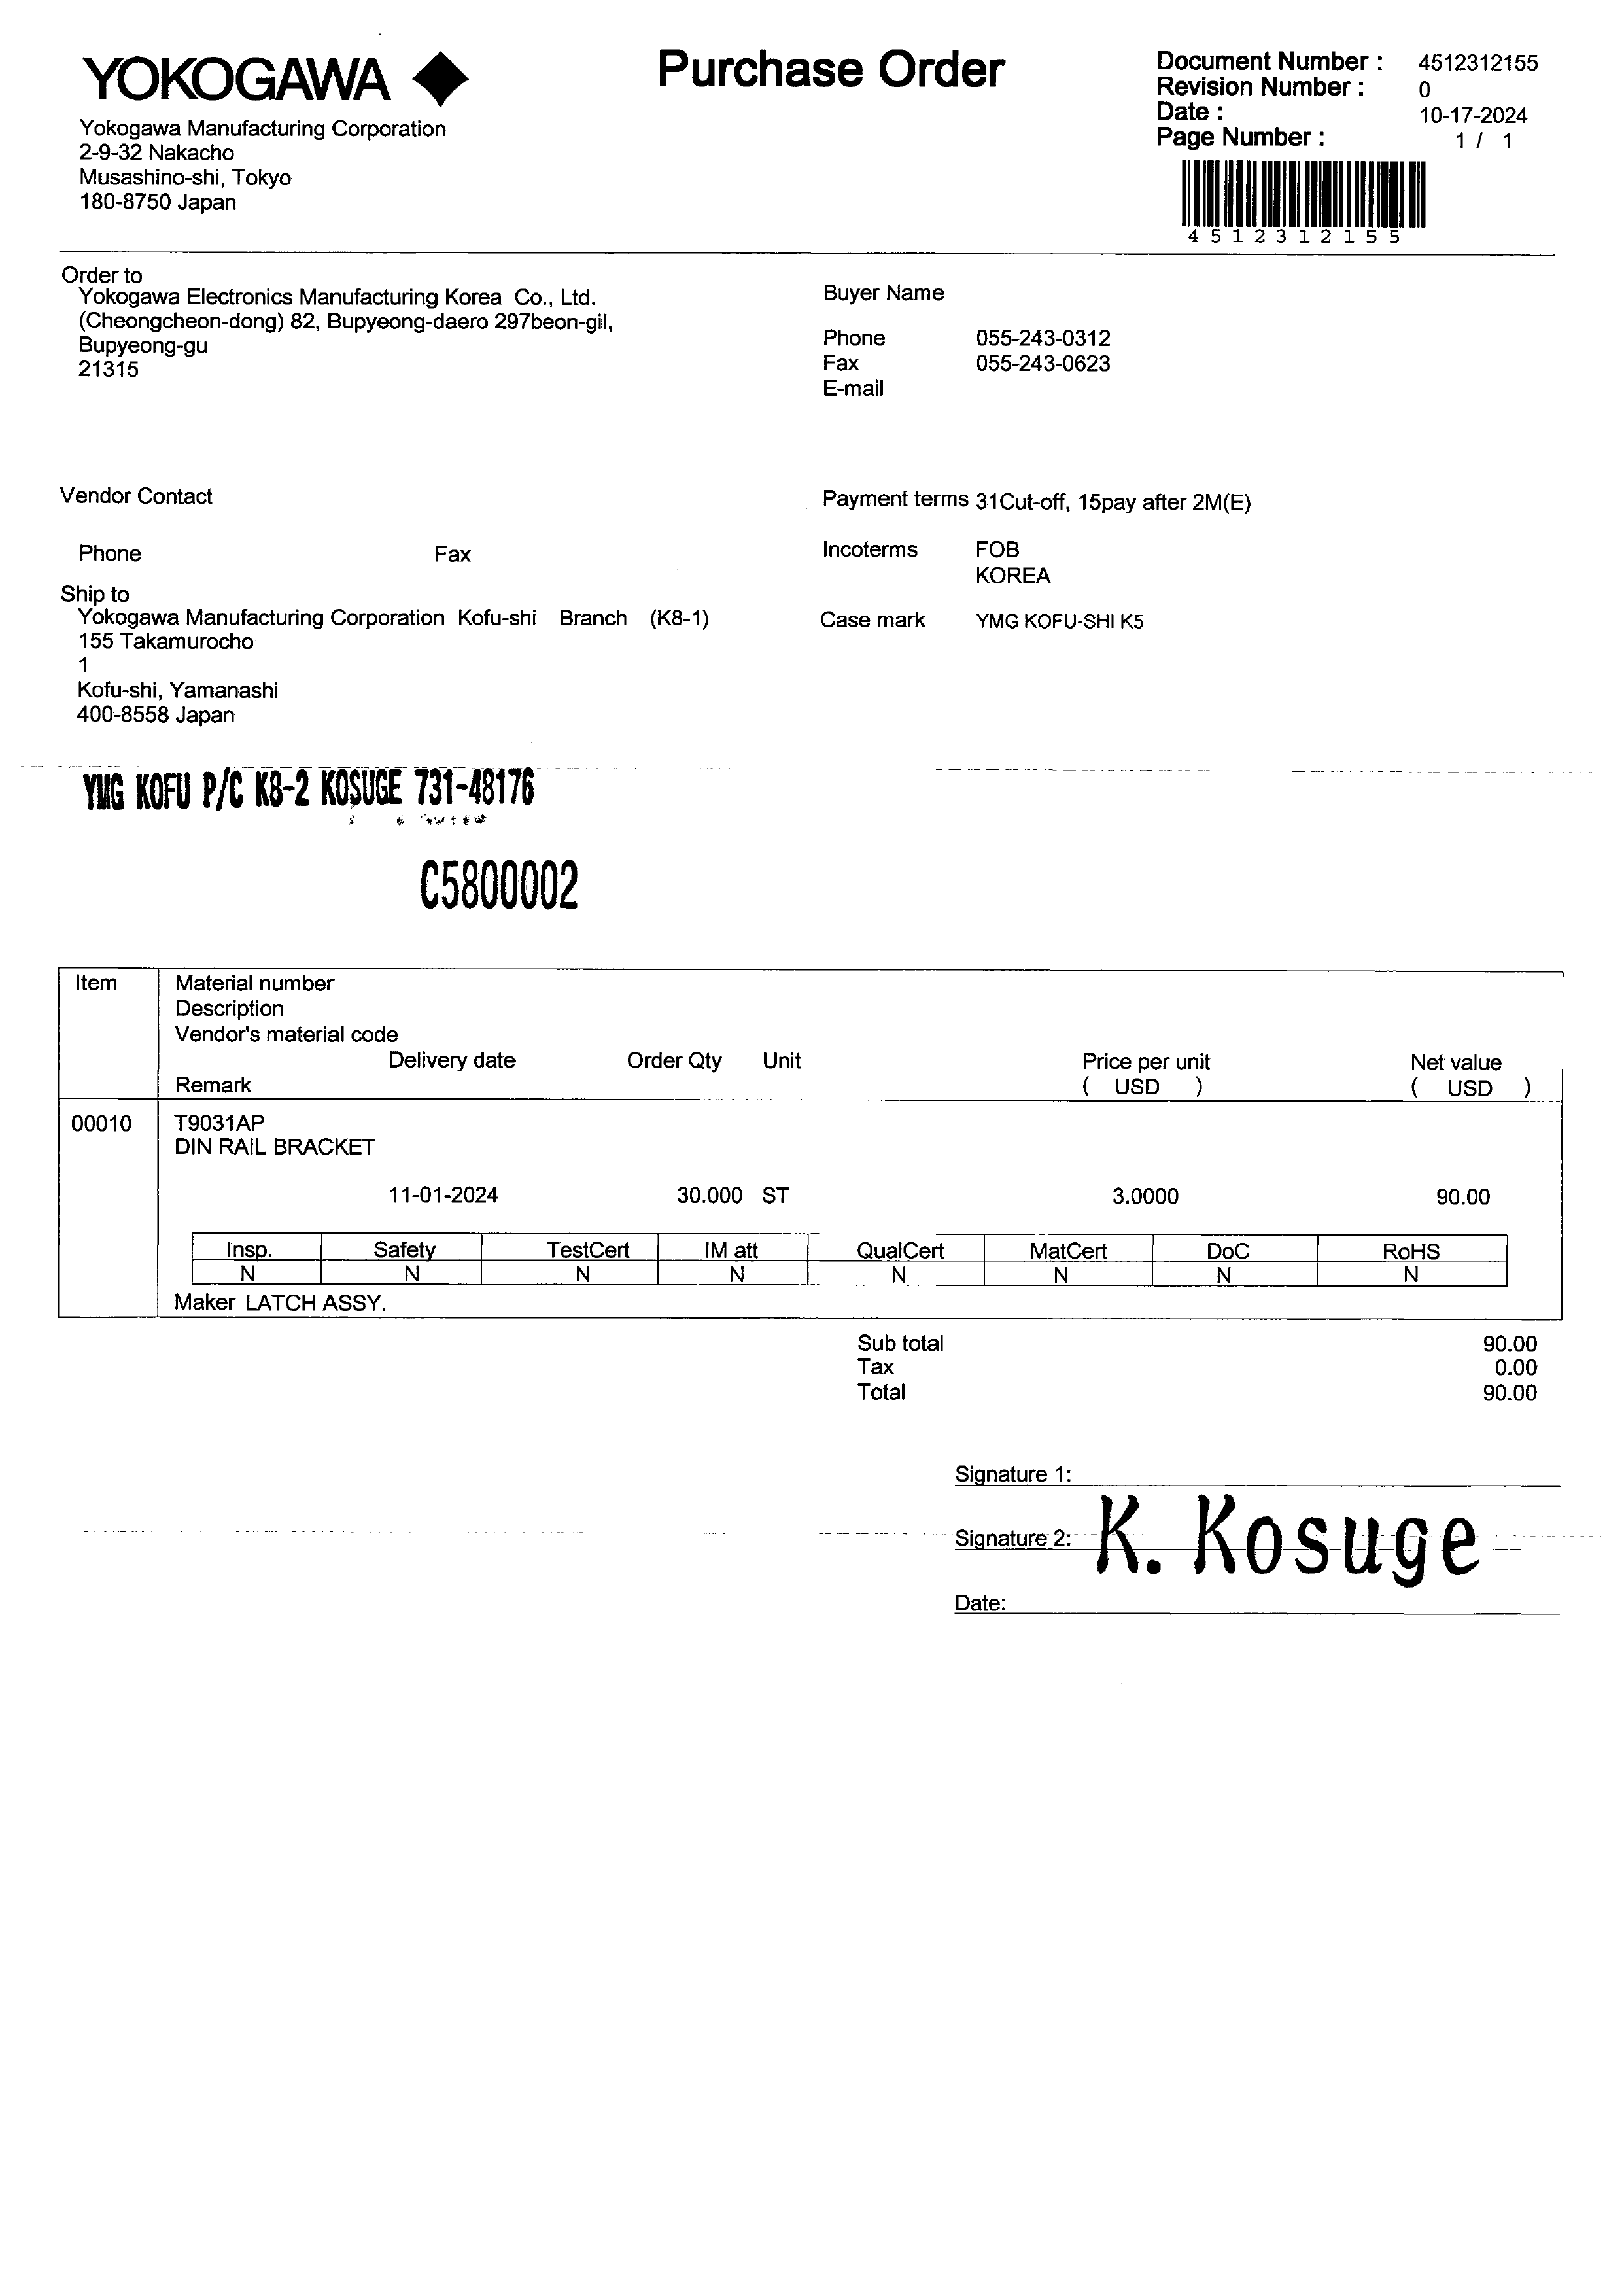 YOKOGAWA
Yokogawa Manufacturing Corporation
2-9-32 Nakacho
Musashino-shi, Tokyo
180-8750 Japan
Purchase Order
Document Number : 4512312155
Revision Number : 0
Date : 10-17-2024
Page Number : 1 / 1
4512312155
Order to
Yokogawa Electronics Manufacturing Korea Co., Ltd.
(Cheongcheon-dong) 82, Bupyeong-daero 297beon-gil,
Bupyeong-gu
21315
Buyer Name
Phone 055-243-0312
Fax 055-243-0623
E-mail
Vendor Contact
Phone Fax
Payment terms 31Cut-off, 15pay after 2M(E)
Incoterms FOB
KOREA
Ship to
Yokogawa Manufacturing Corporation Kofu-shi Branch (K8-1)
155 Takamurocho
1
Kofu-shi, Yamanashi
400-8558 Japan
Case mark YMG KOFU-SHI K5
YMG KOFU P/C K8-2 KOSUGE 731-48176
C5800002
Item Material number
Description
Vendor's material code
Delivery date Order Qty Unit Price per unit Net value
Remark ( USD ) ( USD )
00010 T9031AP
DIN RAIL BRACKET
11-01-2024 30.000 ST 3.0000 90.00
Insp. Safety TestCert IM att QualCert MatCert DoC RoHS
N N N N N N N N
Maker LATCH ASSY.
Sub total 90.00
Tax 0.00
Total 90.00
Signature 1:
Signature 2: K. Kosuge
Date: